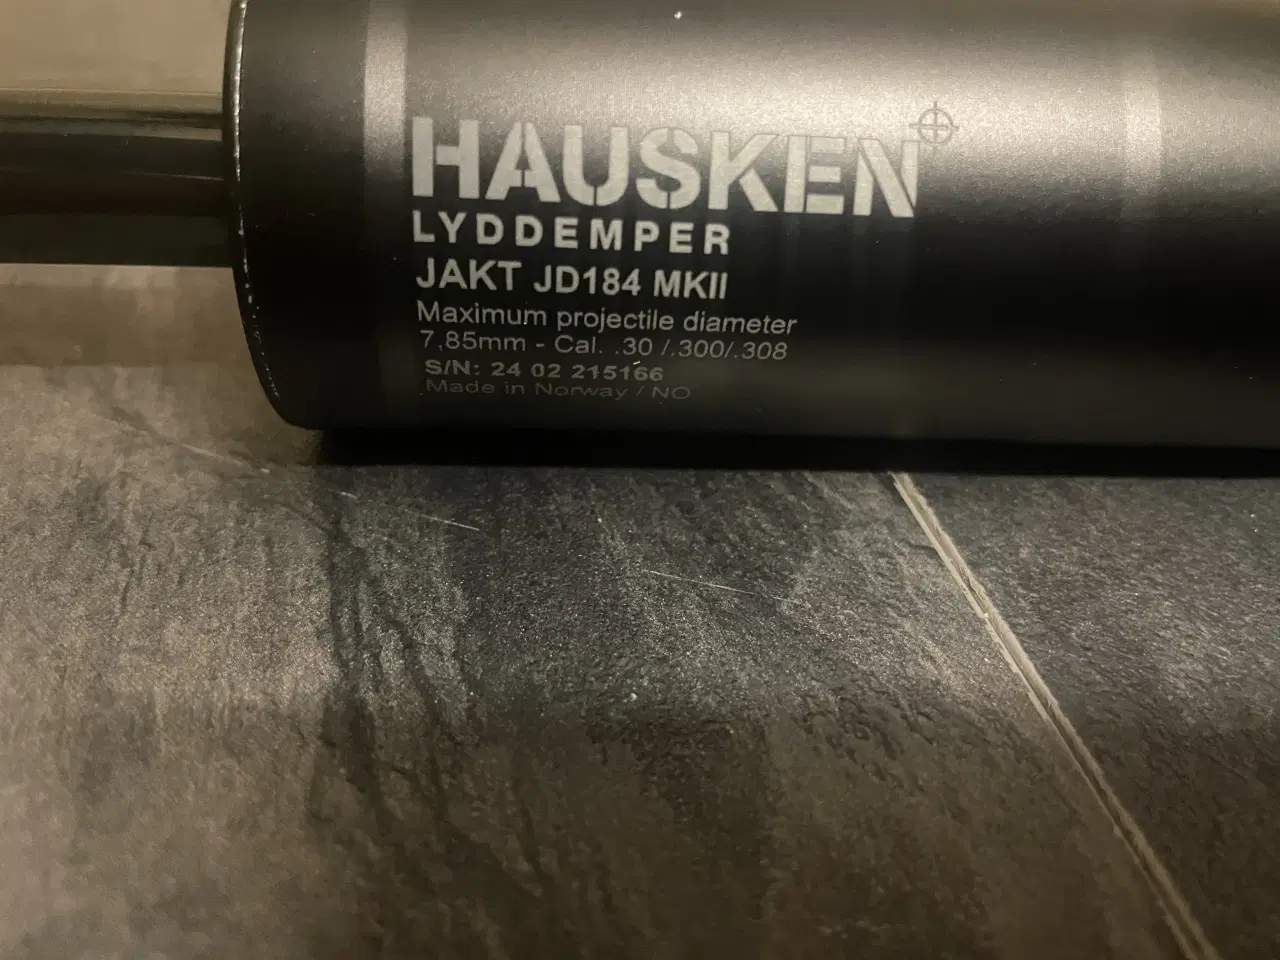 HAUSKEN
LYDDEMPER
JAKT JD184 MKII
Maximum projectile diameter
7,85mm - Cal. .30 /.300/.308
S/N: 24 02 215166
Made in Norway / NO